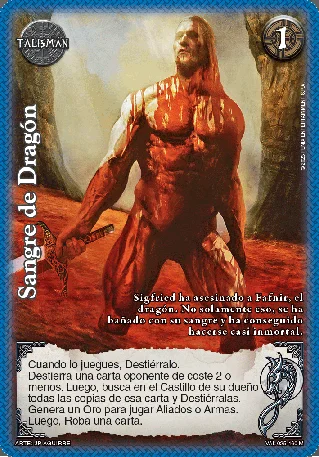 TALISMAN
1
Sangre de Dragón
Sigfried ha asesinado a Fafnir, el
dragón. No solamente eso, se ha
bañado con su sangre y ha conseguido
hacerse casi inmortal.
Cuando lo juegues, Destiérralo.
Destierra una carta oponente de coste 2 o
menos. Luego, busca en el Castillo de su dueño
todas las copias de esa carta y Destiérralas.
Genera un Oro para jugar Aliados o Armas.
Luego, Roba una carta.